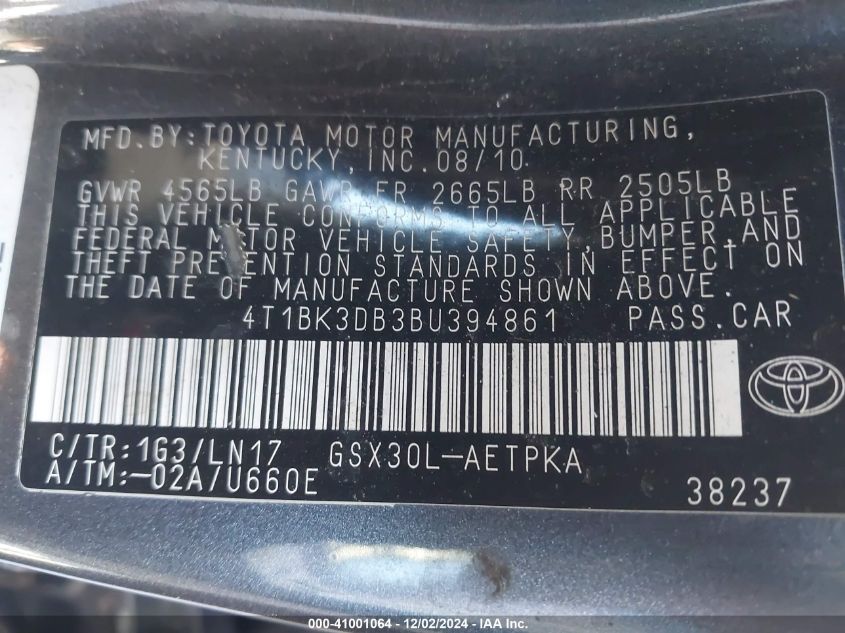 MFD.BY:TOYOTA MOTOR MANUFACTURING,
KENTUCKY,INC.08/10
GVWR 4565LB GAWR FR 2665LB RR 2505LB
THIS VEHICLE CONFORMS TO ALL APPLICABLE
FEDERAL MOTOR VEHICLE SAFETY,BUMPER,AND
THEFT PREVENTION STANDARDS IN EFFECT ON
THE DATE OF MANUFACTURE SHOWN ABOVE.
4T1BK3DB3BU394861 PASS.CAR
C/TR:1G3/LN17 GSX30L-AETPKA
A/TM:-02A/U660E
38237
000-41001064 - 12/02/2024 - IAA Inc.